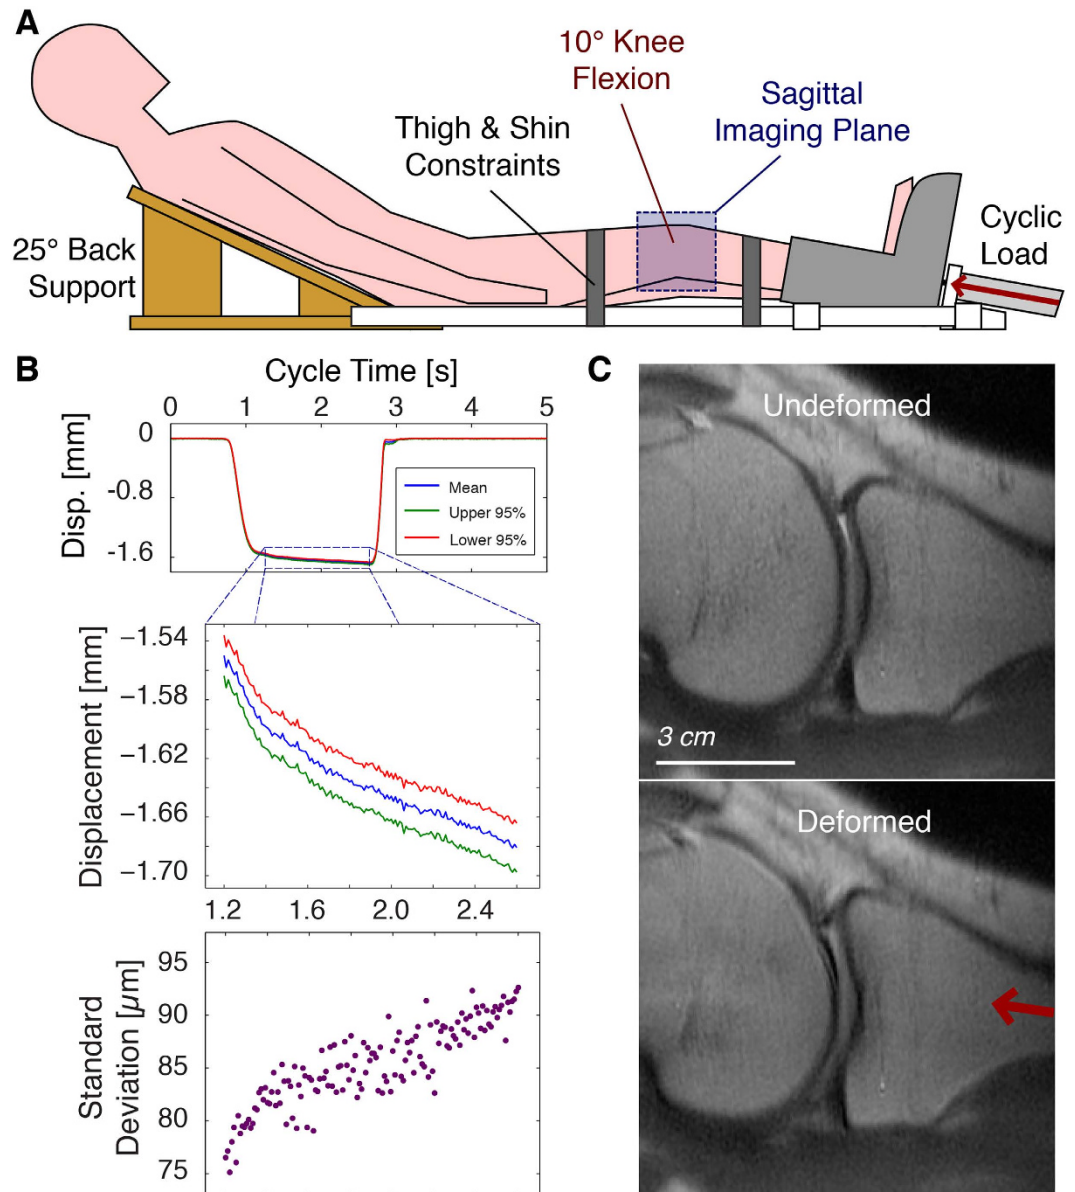 A
10° Knee
Flexion
Sagittal
Imaging Plane
Thigh & Shin
Constraints
25° Back
Support
Cyclic
Load
B
Cycle Time [s]
0 1 2 3 4 5
Disp. [mm]
0
-0.8
-1.6
Mean
Upper 95%
Lower 95%
Displacement [mm]
−1.54
−1.58
−1.62
−1.66
−1.70
1.2 1.6 2.0 2.4
Standard
Deviation [µm]
95
90
85
80
75
C
Undeformed
3 cm
Deformed